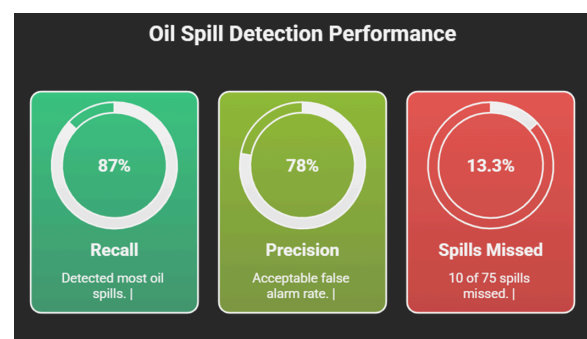 Oil Spill Detection Performance
87%
Recall
Detected most oil
spills. |
78%
Precision
Acceptable false
alarm rate. |
13.3%
Spills Missed
10 of 75 spills
missed. |